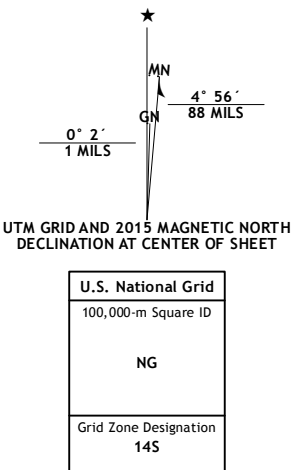 MN
4° 56´
88 MILS
GN
0° 2´
1 MILS
UTM GRID AND 2015 MAGNETIC NORTH
DECLINATION AT CENTER OF SHEET
U.S. National Grid
100,000-m Square ID
NG
Grid Zone Designation
14S